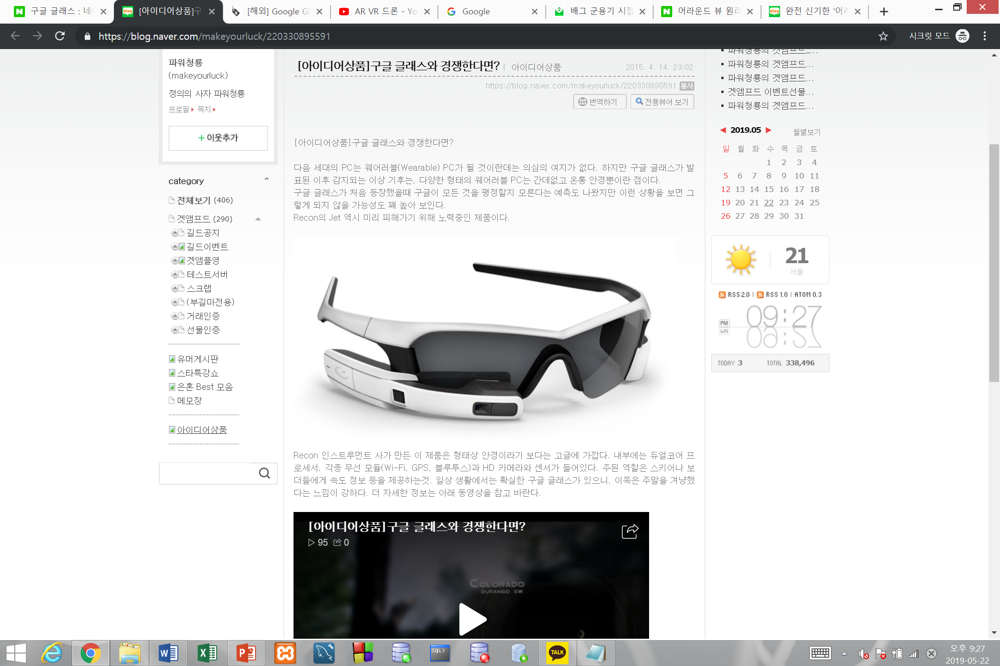 구글 글래스 : 네이
[아이디어상품]구
[해외] Google Gl
AR VR 드론 - Yo
Google
배그 군용기 시점
어라운드 뷰 원리
완전 신기한 '어라
https://blog.naver.com/makeyourluck/220330895591
시크릿 모드
파워청룡
(makeyourluck)
정의의 사자 파워청룡
프로필 쪽지
+이웃추가
category
전체보기 (406)
겟앰프드 (290)
길드공지
길드이벤트
겟앰플영
테스트서버
스크랩
(부길마전용)
거래인증
선물인증
유머게시판
스타특강쇼
은혼 Best 모음
메모장
아이디어상품
[아이디어상품]구글 글래스와 경쟁한다면? | 아이디어상품
2015. 4. 14. 23:02
https://blog.naver.com/makeyourluck/220330895591 복사
번역하기
전용뷰어 보기
[아이디어상품]구글 글래스와 경쟁한다면?
다음 세대의 PC는 웨어러블(Wearable) PC가 될 것이란데는 의심의 여지가 없다. 하지만 구글 글래스가 발
표된 이후 감지되는 이상 기후는, 다양한 형태의 웨어러블 PC는 간데없고 온통 안경뿐이란 점이다.
구글 글래스가 처음 등장했을때 구글이 모든 것을 평정할지 모른다는 예측도 나왔지만 이런 상황을 보면 그
렇게 되지 않을 가능성도 꽤 높아 보인다.
Recon의 Jet 역시 미리 피해가기 위해 노력중인 제품이다.
Recon 인스트루먼트 사가 만든 이 제품은 형태상 안경이라기 보다는 고글에 가깝다. 내부에는 듀얼코어 프
로세서, 각종 무선 모듈(Wi-Fi, GPS, 블루투스)과 HD 카메라와 센서가 들어있다. 주된 역할은 스키어나 보
더들에게 속도 정보 등을 제공하는것. 일상 생활에서는 확실한 구글 글래스가 있으니, 이쪽은 주말을 겨냥했
다는 느낌이 강하다. 더 자세한 정보는 아래 동영상을 참고 바란다.
[아이디어상품]구글 글래스와 경쟁한다면?
95 0
COLORADO
DURANGO SW
파워청룡의 겟앰프드_...
파워청룡의 겟앰프드...
파워청룡의 겟앰프드...
겟앰프드 이벤트선물...
파워청룡의 겟앰프드...
2019.05
월별보기
일 월 화 수 목 금 토
1 2 3 4
5 6 7 8 9 10 11
12 13 14 15 16 17 18
19 20 21 22 23 24 25
26 27 28 29 30 31
21
서울
RSS 2.0 | RSS 1.0 | ATOM 0.3
PM 09:27
TODAY 3 TOTAL 338,496
SQL>
TALK
오후 9:27
2019-05-22